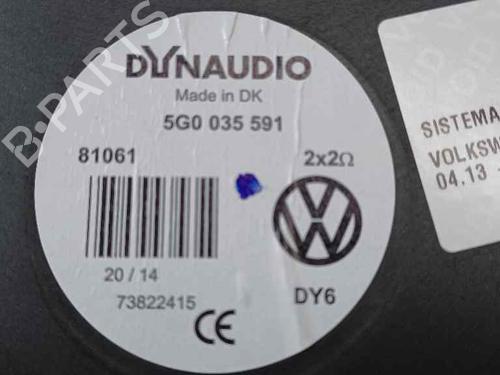 DYNAUDIO
Made in DK
5G0 035 591
81061
2x2Ω
20 / 14
73822415
CE
DY6
SISTEMA
VOLKSW
04.13 -
B-PARTS